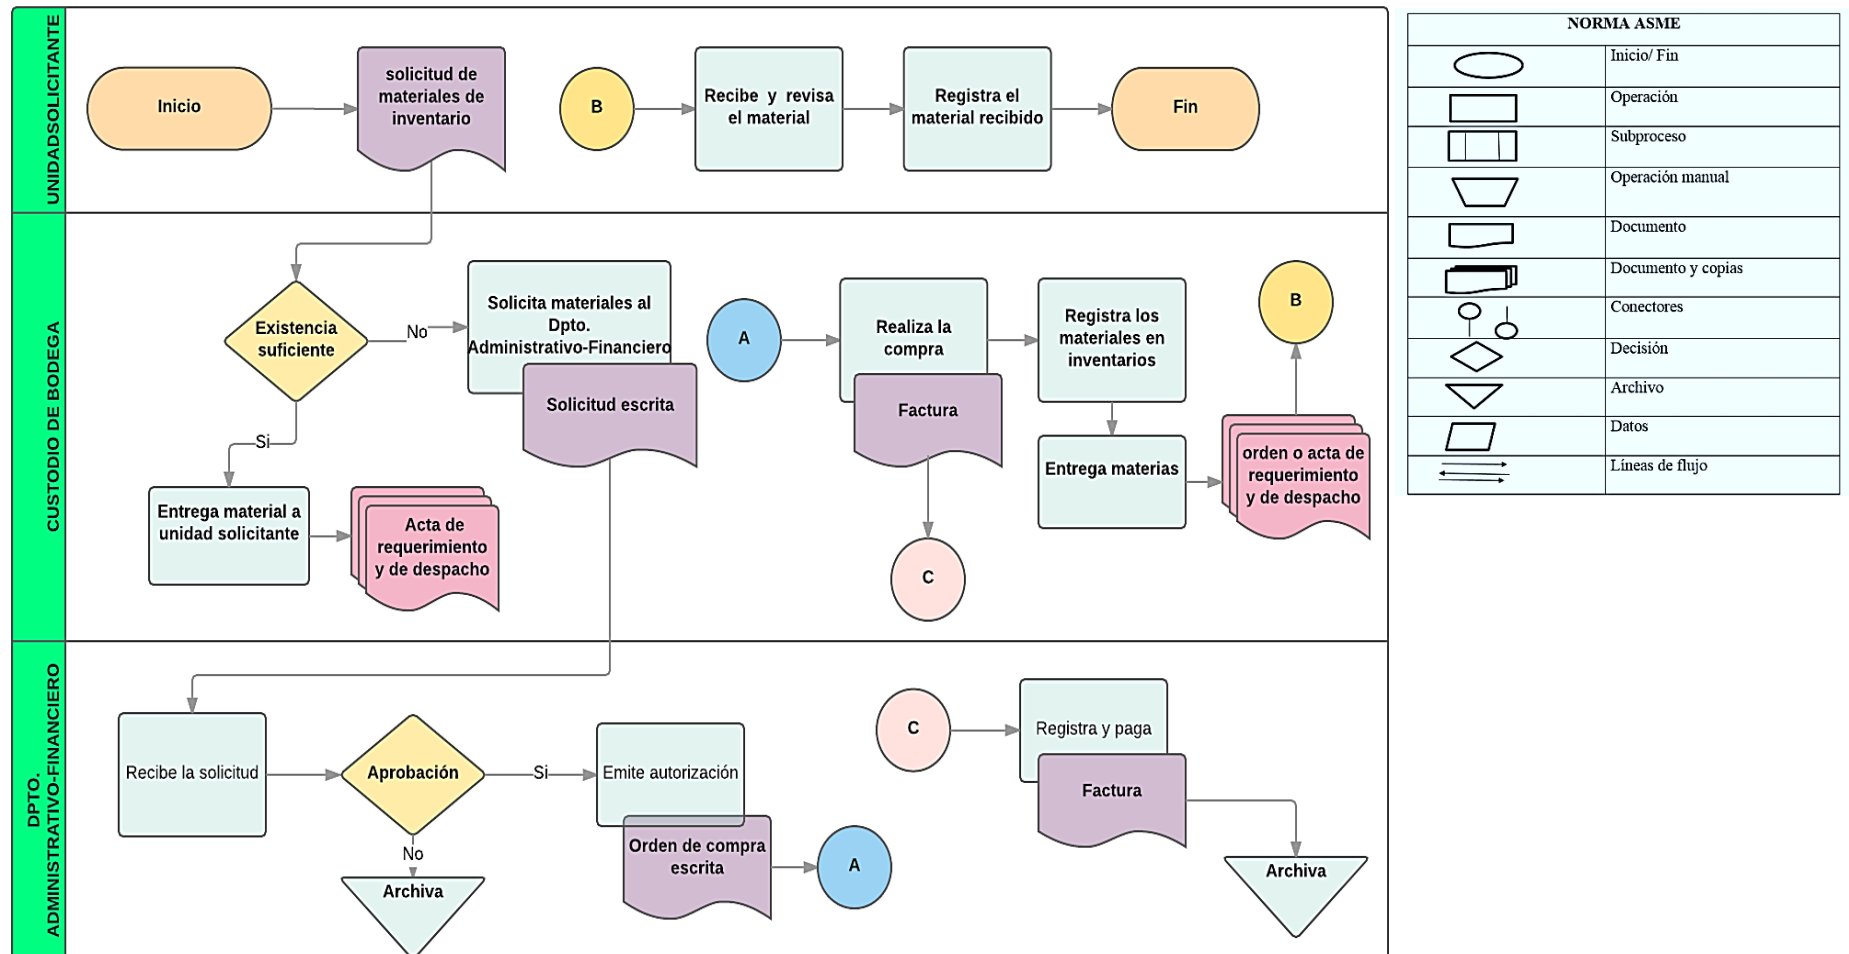 UNIDADSOLICITANTE
Inicio
solicitud de
materiales de
inventario
B
Recibe y revisa
el material
Registra el
material recibido
Fin
CUSTODIO DE BODEGA
Existencia
suficiente
No
Si
Solicita materiales al
Dpto.
Administrativo-Financiero
Solicitud escrita
Entrega material a
unidad solicitante
Acta de
requerimiento
y de despacho
A
Realiza la
compra
Factura
C
Registra los
materiales en
inventarios
Entrega materias
orden o acta de
requerimiento
y de despacho
B
DPTO.
ADMINISTRATIVO-FINANCIERO
Recibe la solicitud
Aprobación
Si
No
Archiva
Emite autorización
Orden de compra
escrita
A
C
Registra y paga
Factura
Archiva
NORMA ASME
Inicio/ Fin
Operación
Subproceso
Operación manual
Documento
Documento y copias
Conectores
Decisión
Archivo
Datos
Líneas de flujo